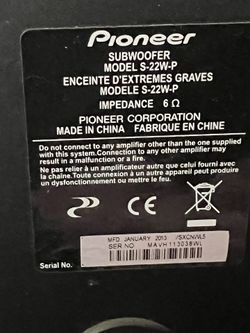 Pioneer
SUBWOOFER
MODEL S-22W-P
ENCEINTE D'EXTREMES GRAVES
MODELE S-22W-P
IMPEDANCE 6 Ω
PIONEER CORPORATION
MADE IN CHINA FABRIQUE EN CHINE
Do not connect to any amplifier other than the one supplied
with this system.Connection to any other amplifier may
result in a malfunction or a fire.
Ne pas relier à un amplificateur autre que celui fourni avec
la chaîne.Toute connexion à un autre appareil peut produire
un dysfonctionnement ou mettre le feu.
MFD. JANUARY 2013 /SXCN/WL5
SER NO MAVH113038WL
Serial No.